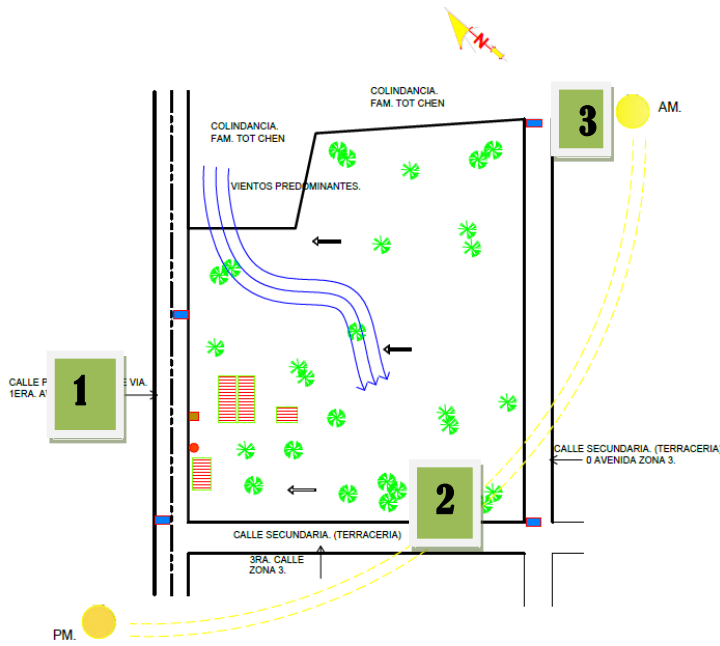 N
COLINDANCIA.
FAM. TOT CHEN
3
AM.
COLINDANCIA.
FAM. TOT CHEN
VIENTOS PREDOMINANTES.
CALLE VIA.
1ERA.
1
CALLE SECUNDARIA. (TERRACERIA)
0 AVENIDA ZONA 3.
2
CALLE SECUNDARIA. (TERRACERIA)
3RA. CALLE
ZONA 3.
PM.